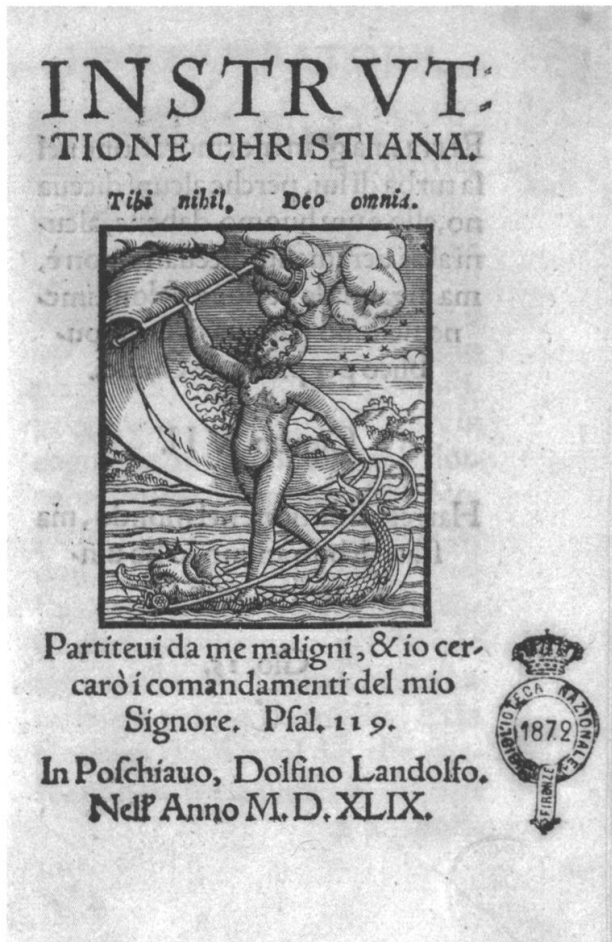 INSTRVT-
TIONE CHRISTIANA.
Tibi nihil. Deo omnia.
Partiteui da me maligni, & io cer-
carò i comandamenti del mio
Signore. Pſal. 119.
In Poſchiauo, Dolfino Landolfo.
Nell' Anno M. D. XLIX.
BIBLIOTECA NAZIONALE
1872
FIRENZE